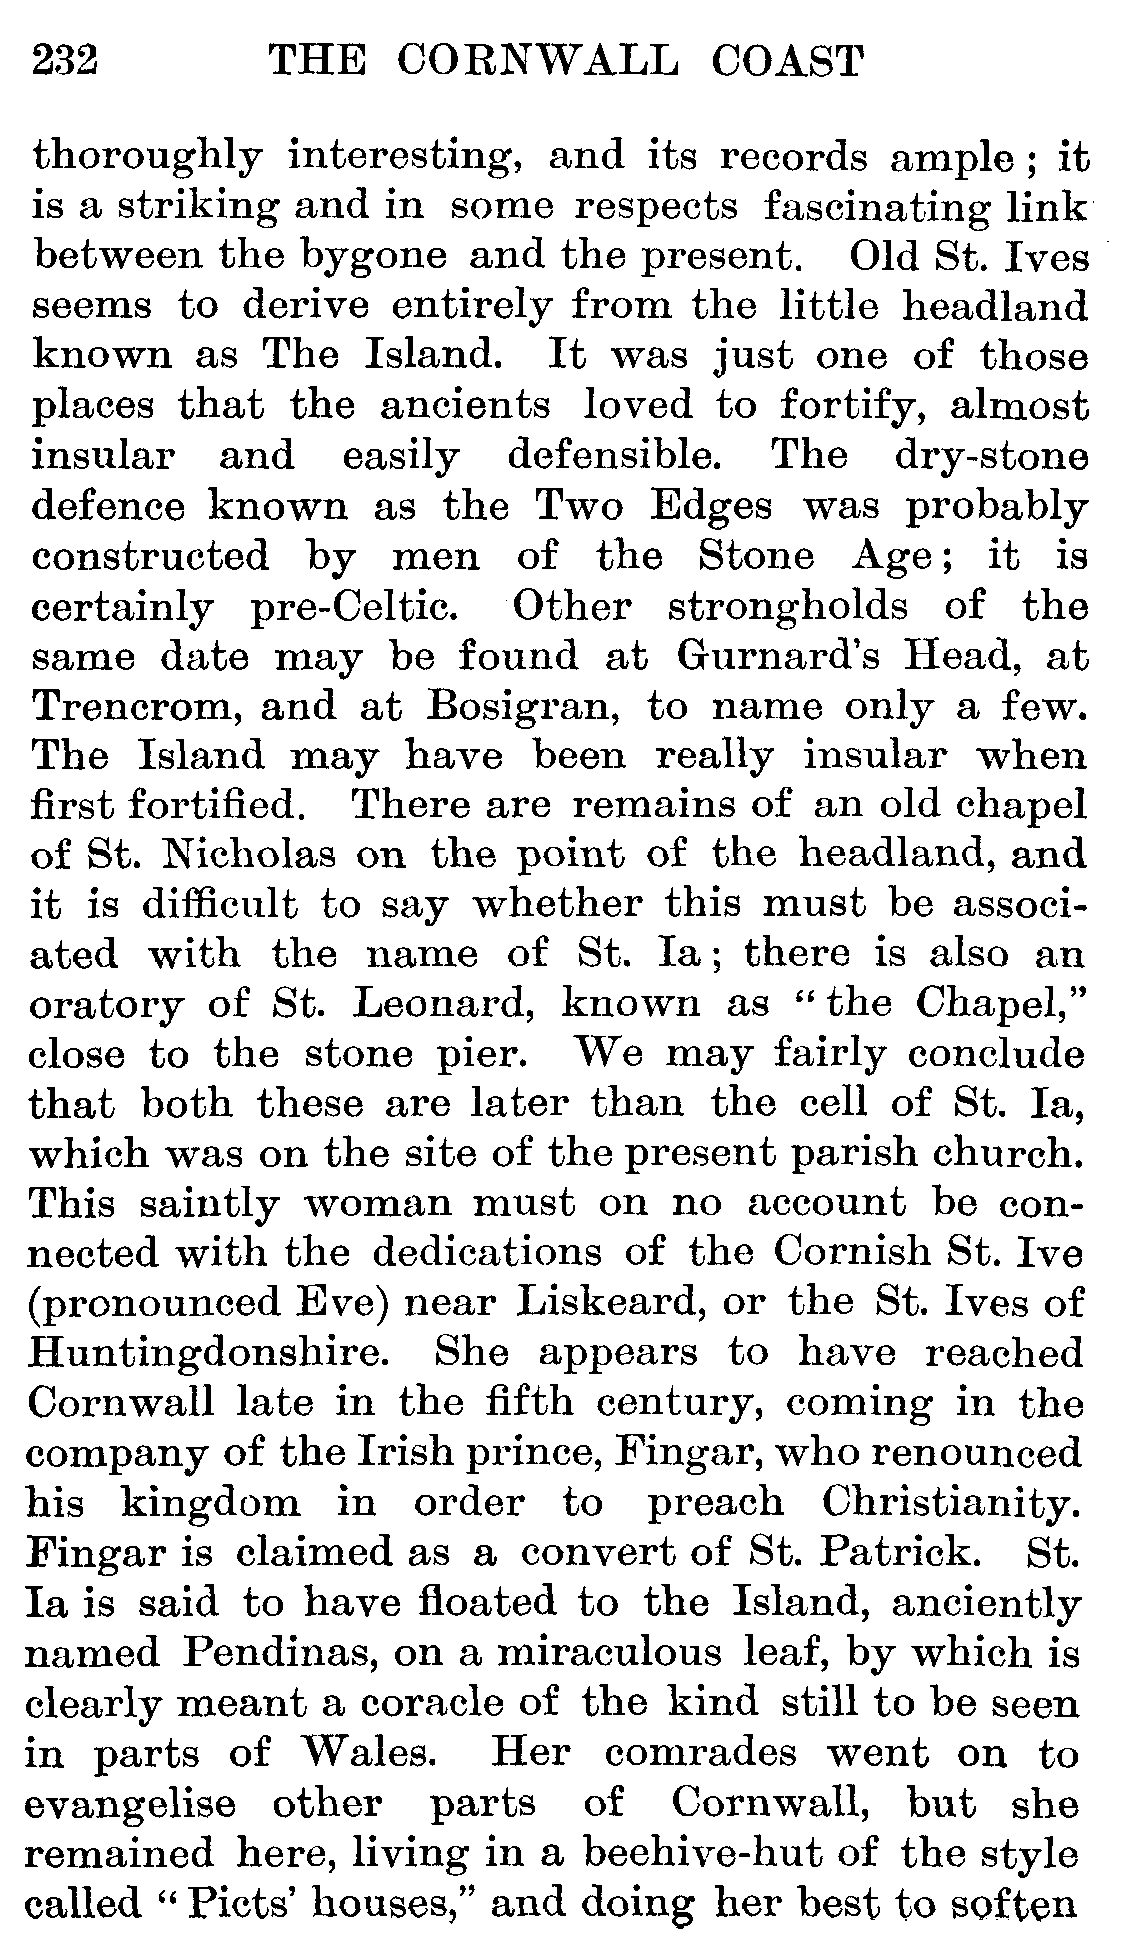 232 THE CORNWALL COAST
thoroughly interesting, and its records ample ; it
is a striking and in some respects fascinating link
between the bygone and the present. Old St. Ives
seems to derive entirely from the little headland
known as The Island. It was just one of those
places that the ancients loved to fortify, almost
insular and easily defensible. The dry-stone
defence known as the Two Edges was probably
constructed by men of the Stone Age ; it is
certainly pre-Celtic. Other strongholds of the
same date may be found at Gurnard's Head, at
Trencrom, and at Bosigran, to name only a few.
The Island may have been really insular when
first fortified. There are remains of an old chapel
of St. Nicholas on the point of the headland, and
it is difficult to say whether this must be associ-
ated with the name of St. Ia ; there is also an
oratory of St. Leonard, known as “ the Chapel,”
close to the stone pier. We may fairly conclude
that both these are later than the cell of St. Ia,
which was on the site of the present parish church.
This saintly woman must on no account be con-
nected with the dedications of the Cornish St. Ive
(pronounced Eve) near Liskeard, or the St. Ives of
Huntingdonshire. She appears to have reached
Cornwall late in the fifth century, coming in the
company of the Irish prince, Fingar, who renounced
his kingdom in order to preach Christianity.
Fingar is claimed as a convert of St. Patrick. St.
Ia is said to have floated to the Island, anciently
named Pendinas, on a miraculous leaf, by which is
clearly meant a coracle of the kind still to be seen
in parts of Wales. Her comrades went on to
evangelise other parts of Cornwall, but she
remained here, living in a beehive-hut of the style
called “ Picts' houses,” and doing her best to soften